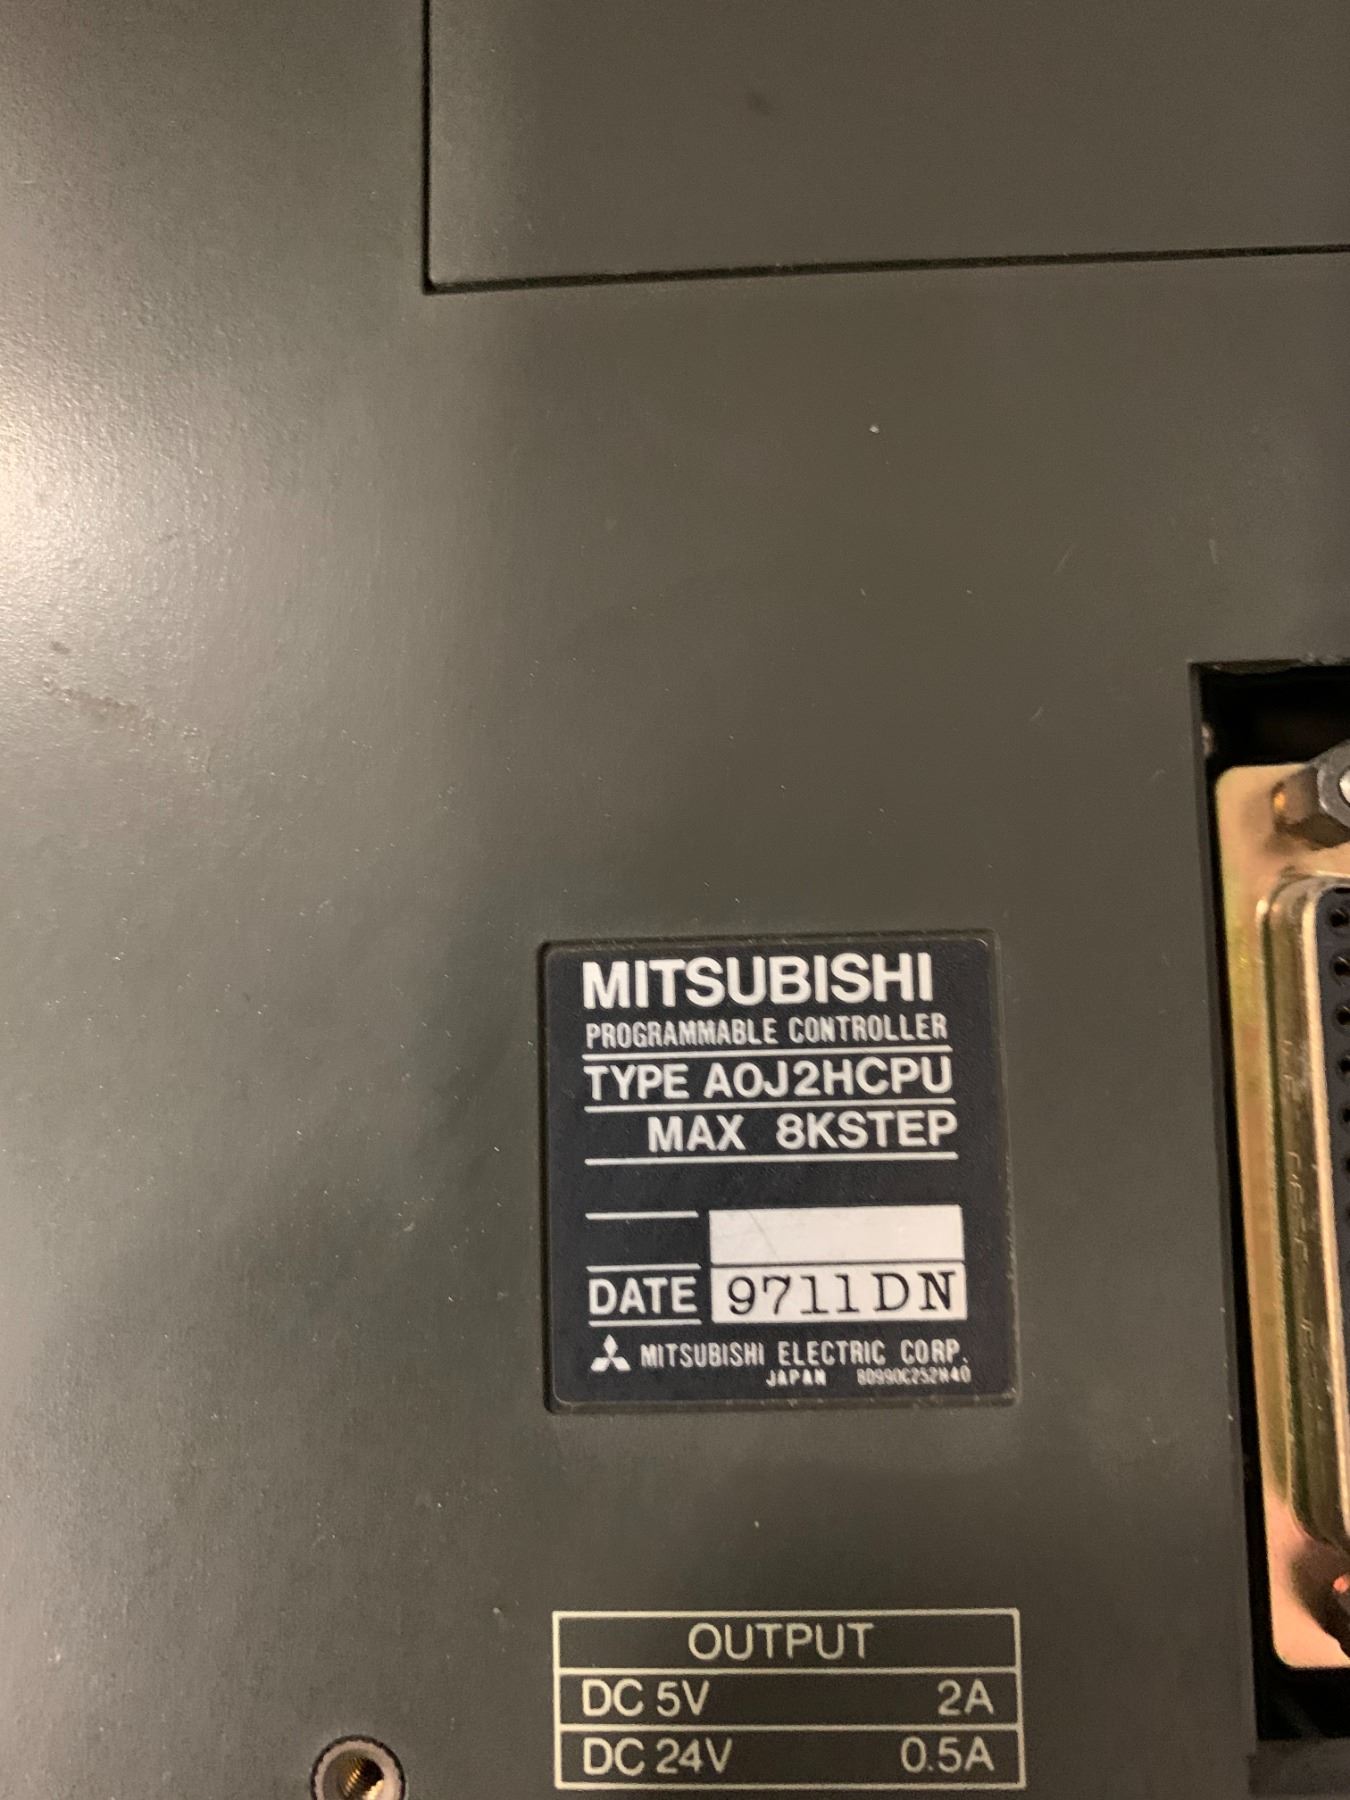 MITSUBISHI
PROGRAMMABLE CONTROLLER
TYPE A0J2HCPU
MAX 8KSTEP
DATE 9711DN
MITSUBISHI ELECTRIC CORP.
JAPAN BD990C252H40
OUTPUT
DC 5V 2A
DC 24V 0.5A